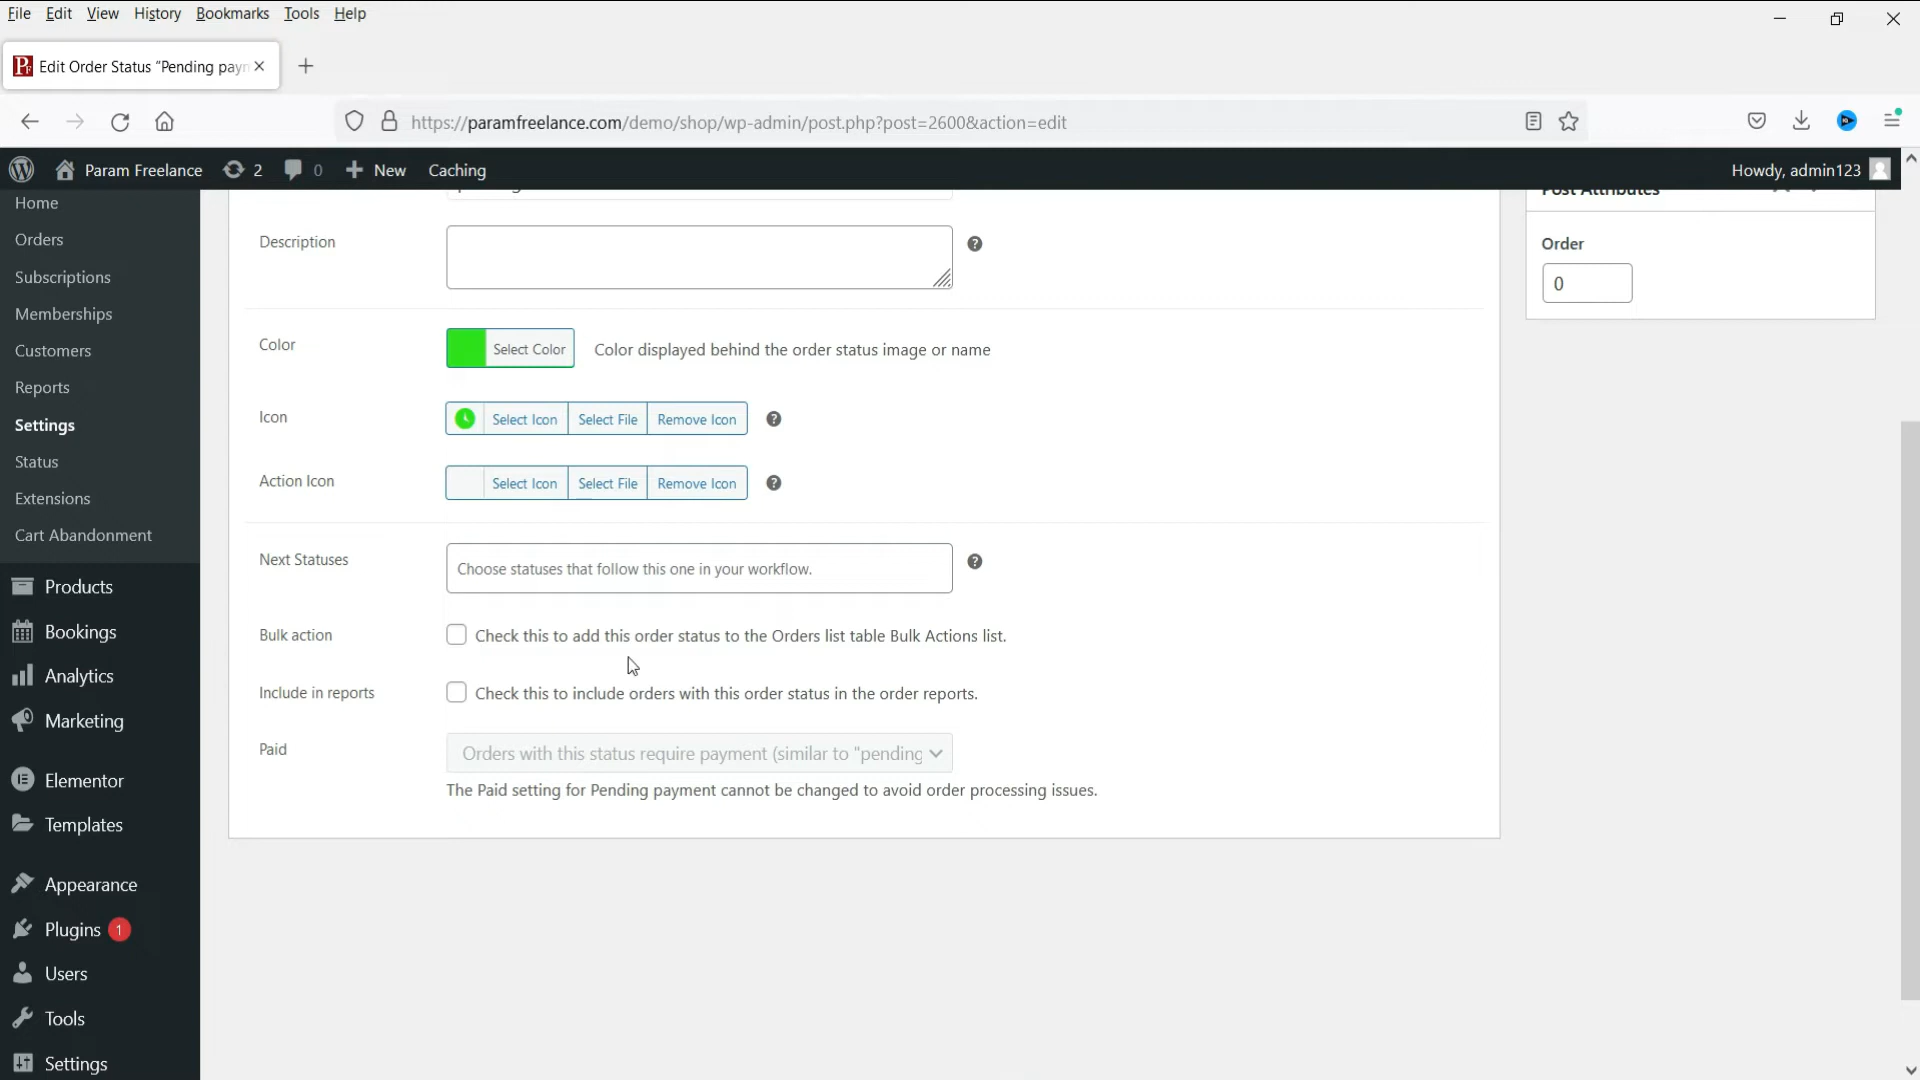 File Edit View History Bookmarks Tools Help
Edit Order Status “Pending payn
https://paramfreelance.com/demo/shop/wp-admin/post.php?post=2600&action=edit
Param Freelance 2 0 New Caching Howdy, admin123
Home
Orders
Subscriptions
Memberships
Customers
Reports
Settings
Status
Extensions
Cart Abandonment
Products
Bookings
Analytics
Marketing
Elementor
Templates
Appearance
Plugins 1
Users
Tools
Settings
Description
Color Select Color Color displayed behind the order status image or name
Icon Select Icon Select File Remove Icon
Action Icon Select Icon Select File Remove Icon
Next Statuses Choose statuses that follow this one in your workflow.
Bulk action Check this to add this order status to the Orders list table Bulk Actions list.
Include in reports Check this to include orders with this order status in the order reports.
Paid Orders with this status require payment (similar to "pending
The Paid setting for Pending payment cannot be changed to avoid order processing issues.
Post Attributes
Order
0